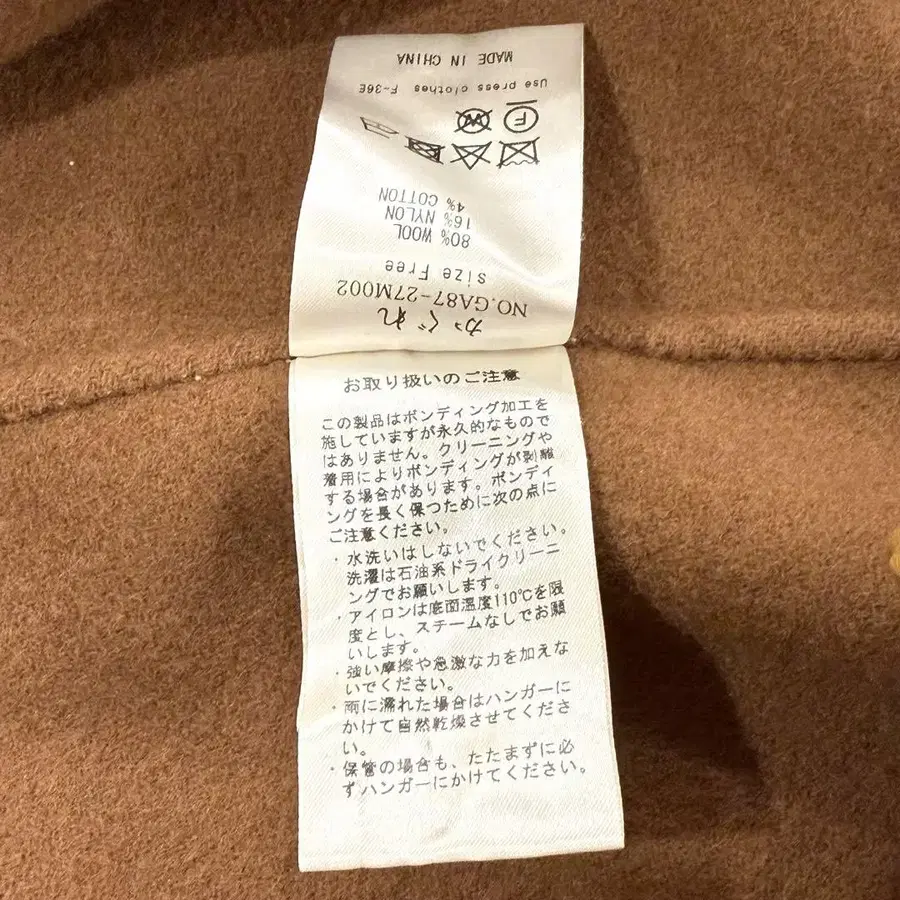 かぐれ
NO.GA87-27M002
Size Free
80% WOOL
16% NYLON
4% COTTON
F W
Use press clothes F-36E
MADE IN CHINA
お取り扱いのご注意
この製品はボンディング加工を
施していますが永久的なもので
はありません。クリーニングや
着用によりボンディングが剥離
する場合があります。ボンディ
ングを長く保つために次の点に
ご注意ください。
・水洗いはしないでください。
洗濯は石油系ドライクリーニ
ングでお願いします。
・アイロンは底面温度110℃を限
度とし、スチームなしでお願
いします。
・強い摩擦や急激な力を加えな
いでください。
・雨に濡れた場合はハンガーに
かけて自然乾燥させてくださ
い。
・保管の場合も、たたまずに必
ずハンガーにかけてください。